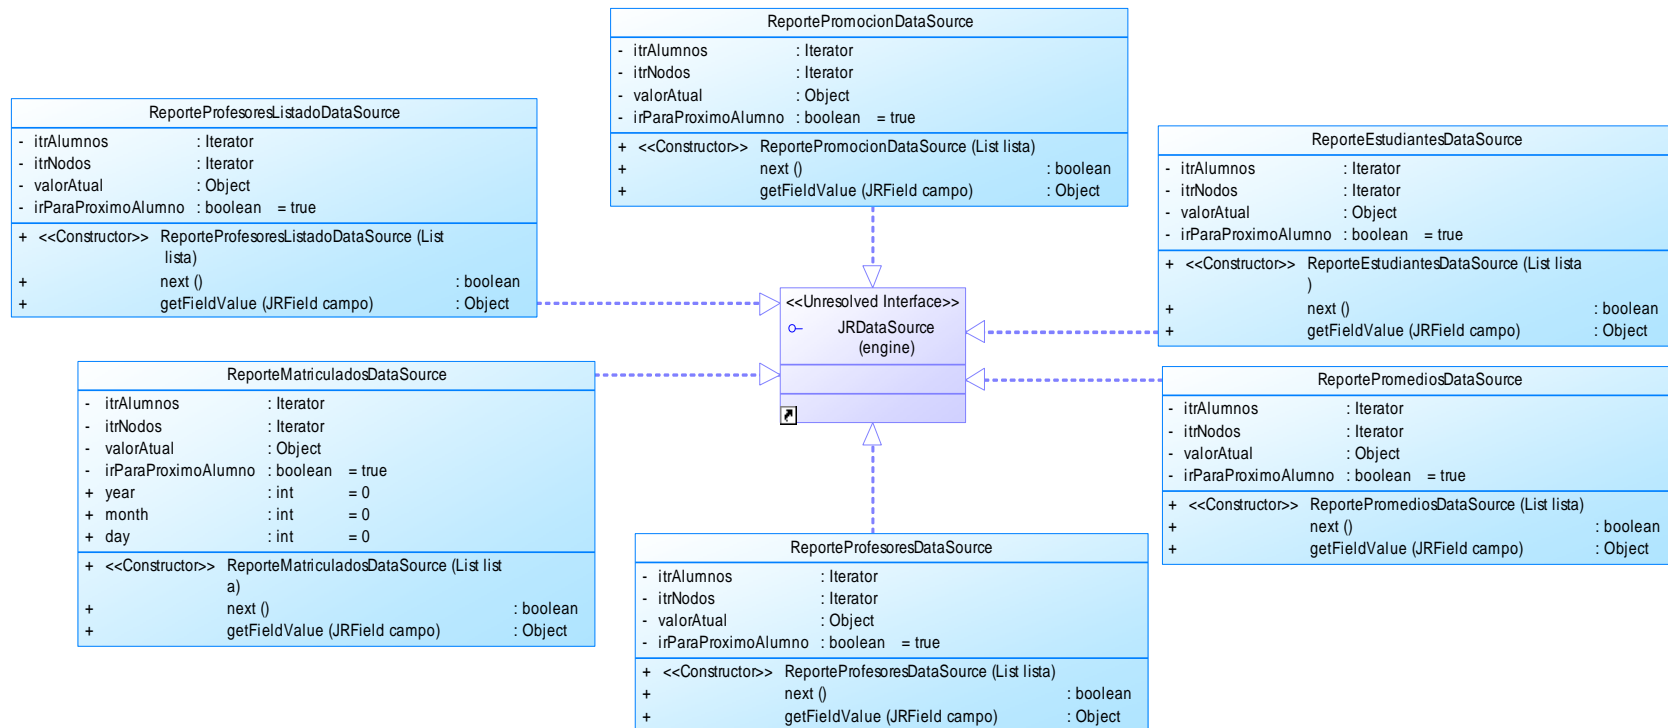 ReportePromocionDataSource
- itrAlumnos : Iterator
- itrNodos : Iterator
- valorAtual : Object
- irParaProximoAlumno : boolean = true
+ <<Constructor>> ReportePromocionDataSource (List lista)
+ next () : boolean
+ getFieldValue (JRField campo) : Object
ReporteProfesoresListadoDataSource
- itrAlumnos : Iterator
- itrNodos : Iterator
- valorAtual : Object
- irParaProximoAlumno : boolean = true
+ <<Constructor>> ReporteProfesoresListadoDataSource (List
lista)
+ next () : boolean
+ getFieldValue (JRField campo) : Object
ReporteEstudiantesDataSource
- itrAlumnos : Iterator
- itrNodos : Iterator
- valorAtual : Object
- irParaProximoAlumno : boolean = true
+ <<Constructor>> ReporteEstudiantesDataSource (List lista
)
+ next () : boolean
+ getFieldValue (JRField campo) : Object
<<Unresolved Interface>>
JRDataSource
(engine)
ReporteMatriculadosDataSource
- itrAlumnos : Iterator
- itrNodos : Iterator
- valorAtual : Object
- irParaProximoAlumno : boolean = true
+ year : int = 0
+ month : int = 0
+ day : int = 0
+ <<Constructor>> ReporteMatriculadosDataSource (List list
a)
+ next () : boolean
+ getFieldValue (JRField campo) : Object
ReportePromediosDataSource
- itrAlumnos : Iterator
- itrNodos : Iterator
- valorAtual : Object
- irParaProximoAlumno : boolean = true
+ <<Constructor>> ReportePromediosDataSource (List lista)
+ next () : boolean
+ getFieldValue (JRField campo) : Object
ReporteProfesoresDataSource
- itrAlumnos : Iterator
- itrNodos : Iterator
- valorAtual : Object
- irParaProximoAlumno : boolean = true
+ <<Constructor>> ReporteProfesoresDataSource (List lista)
+ next () : boolean
+ getFieldValue (JRField campo) : Object